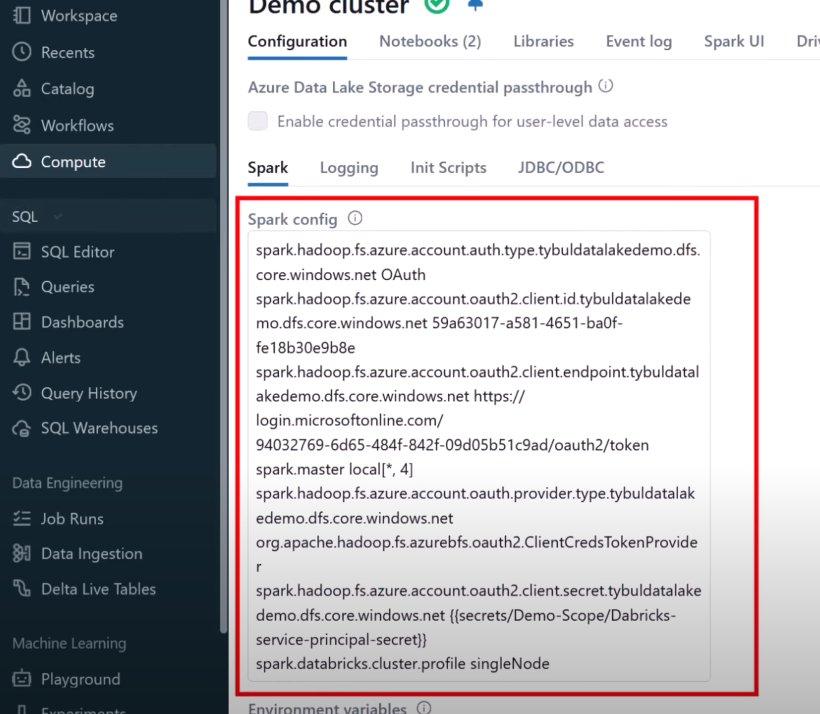 Demo cluster
Workspace
Recents
Catalog
Workflows
Compute
SQL
SQL Editor
Queries
Dashboards
Alerts
Query History
SQL Warehouses
Data Engineering
Job Runs
Data Ingestion
Delta Live Tables
Machine Learning
Playground
Experiments
Configuration Notebooks (2) Libraries Event log Spark UI
Azure Data Lake Storage credential passthrough
Enable credential passthrough for user-level data access
Spark Logging Init Scripts JDBC/ODBC
Spark config
spark.hadoop.fs.azure.account.auth.type.tybuldatalakedemo.dfs.
core.windows.net OAuth
spark.hadoop.fs.azure.account.oauth2.client.id.tybuldatalakede
mo.dfs.core.windows.net 59a63017-a581-4651-ba0f-
fe18b30e9b8e
spark.hadoop.fs.azure.account.oauth2.client.endpoint.tybuldatal
akedemo.dfs.core.windows.net https://
login.microsoftonline.com/
94032769-6d65-484f-842f-09d05b51c9ad/oauth2/token
spark.master local[*, 4]
spark.hadoop.fs.azure.account.oauth.provider.type.tybuldatalak
edemo.dfs.core.windows.net
org.apache.hadoop.fs.azurebfs.oauth2.ClientCredsTokenProvide
r
spark.hadoop.fs.azure.account.oauth2.client.secret.tybuldatalake
demo.dfs.core.windows.net {{secrets/Demo-Scope/Dabricks-
service-principal-secret}}
spark.databricks.cluster.profile singleNode
Environment variables